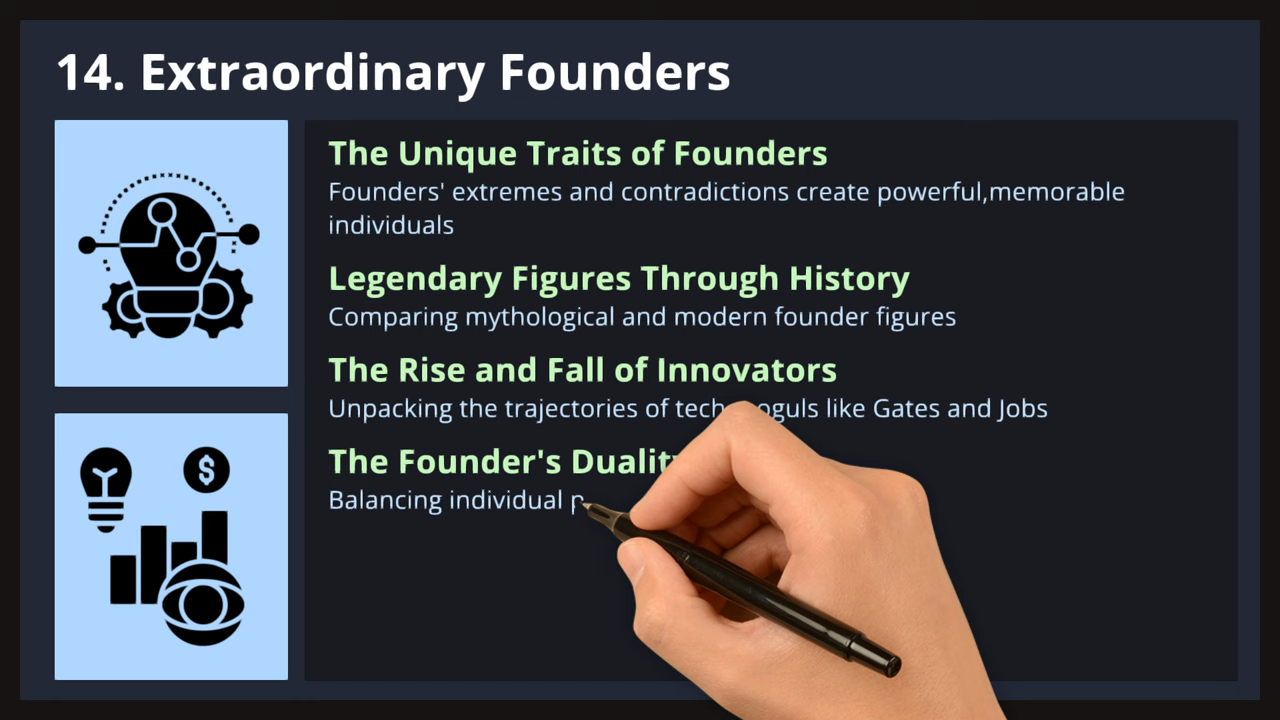 14. Extraordinary Founders
The Unique Traits of Founders
Founders' extremes and contradictions create powerful,memorable
individuals
Legendary Figures Through History
Comparing mythological and modern founder figures
The Rise and Fall of Innovators
Unpacking the trajectories of tech moguls like Gates and Jobs
The Founder's Duality
Balancing individual
$